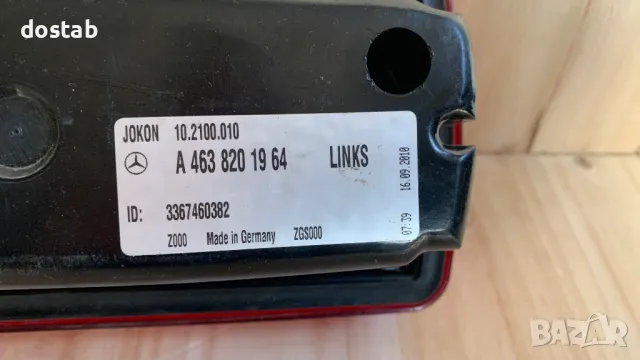 dostab
JOKON 10.2100.010
A 463 820 19 64 LINKS
ID: 3367460382
Z000 Made in Germany ZGS000
07:39 16.09.2010
BAZAR